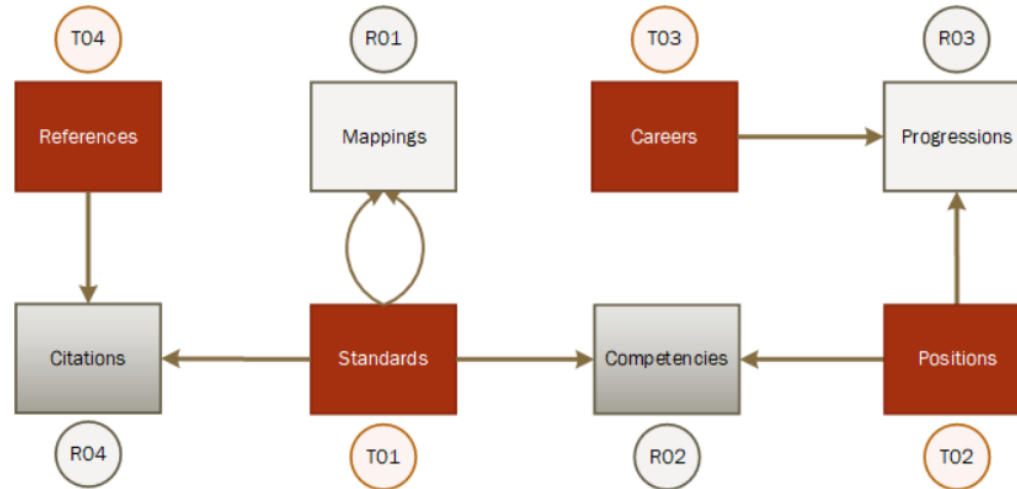 T04
R01
T03
R03
References
Mappings
Careers
Progressions
Citations
Standards
Competencies
Positions
R04
T01
R02
T02